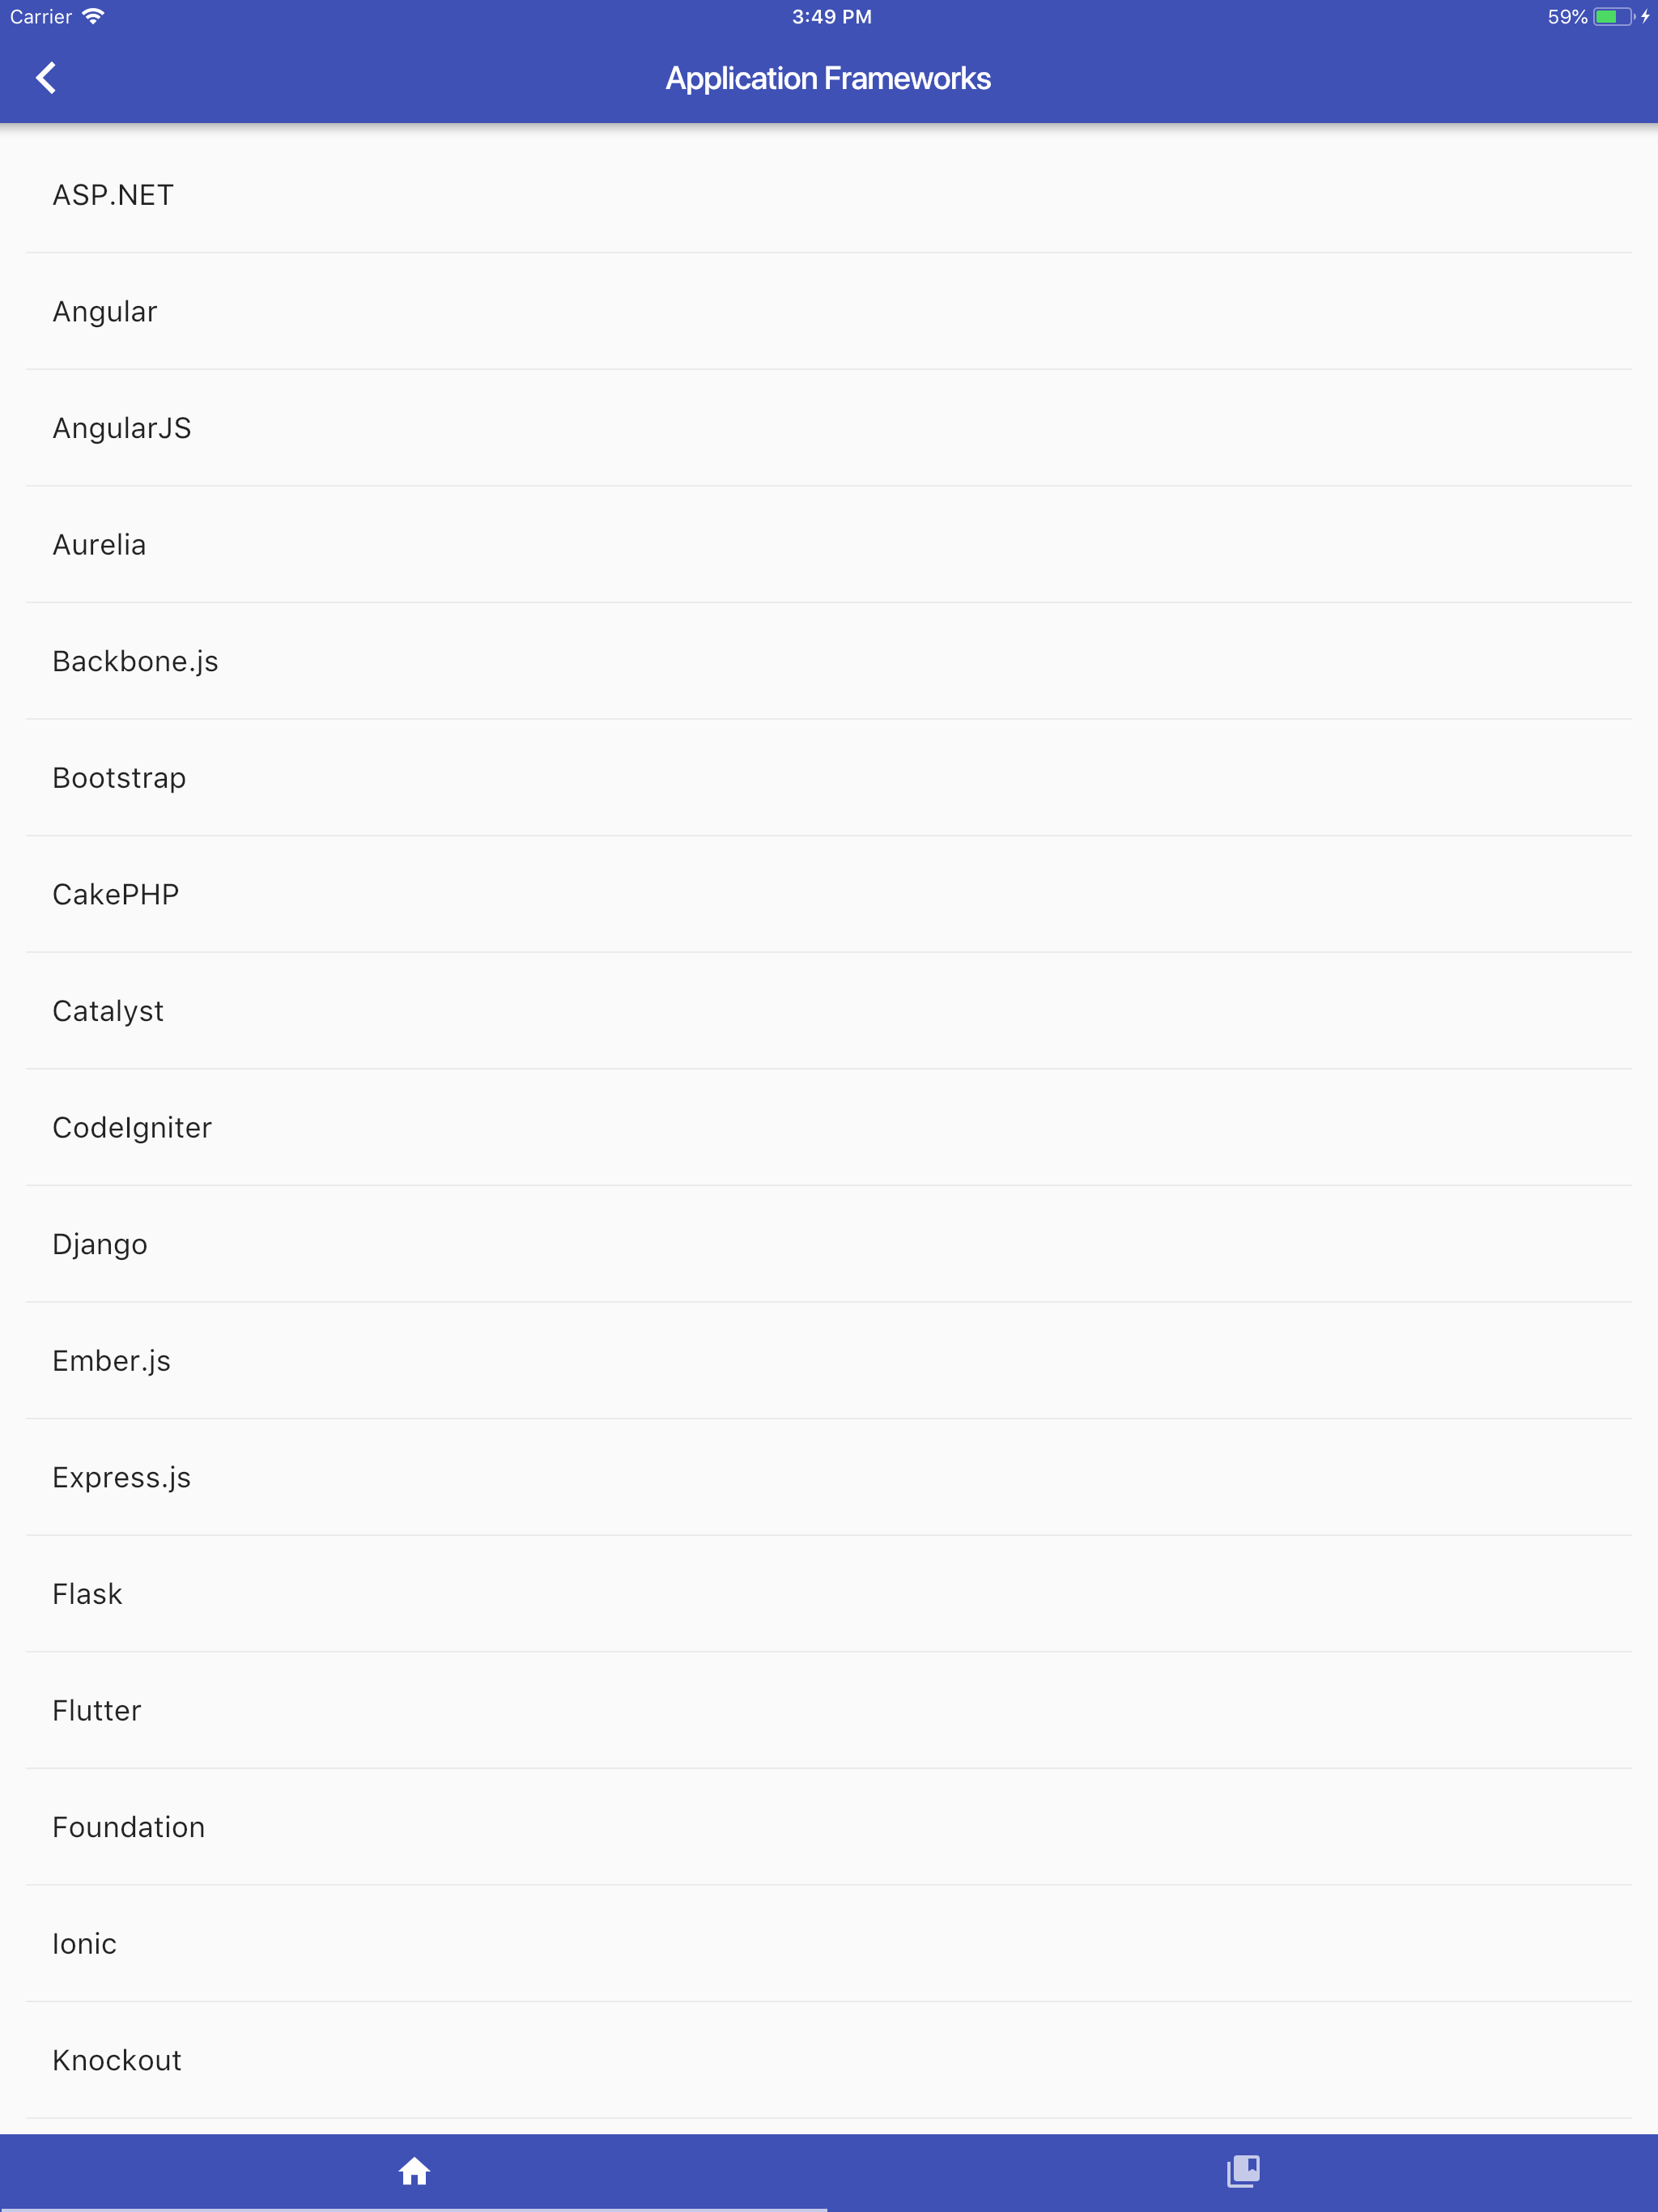 Carrier 3:49 PM 59%
Application Frameworks
ASP.NET
Angular
AngularJS
Aurelia
Backbone.js
Bootstrap
CakePHP
Catalyst
CodeIgniter
Django
Ember.js
Express.js
Flask
Flutter
Foundation
Ionic
Knockout